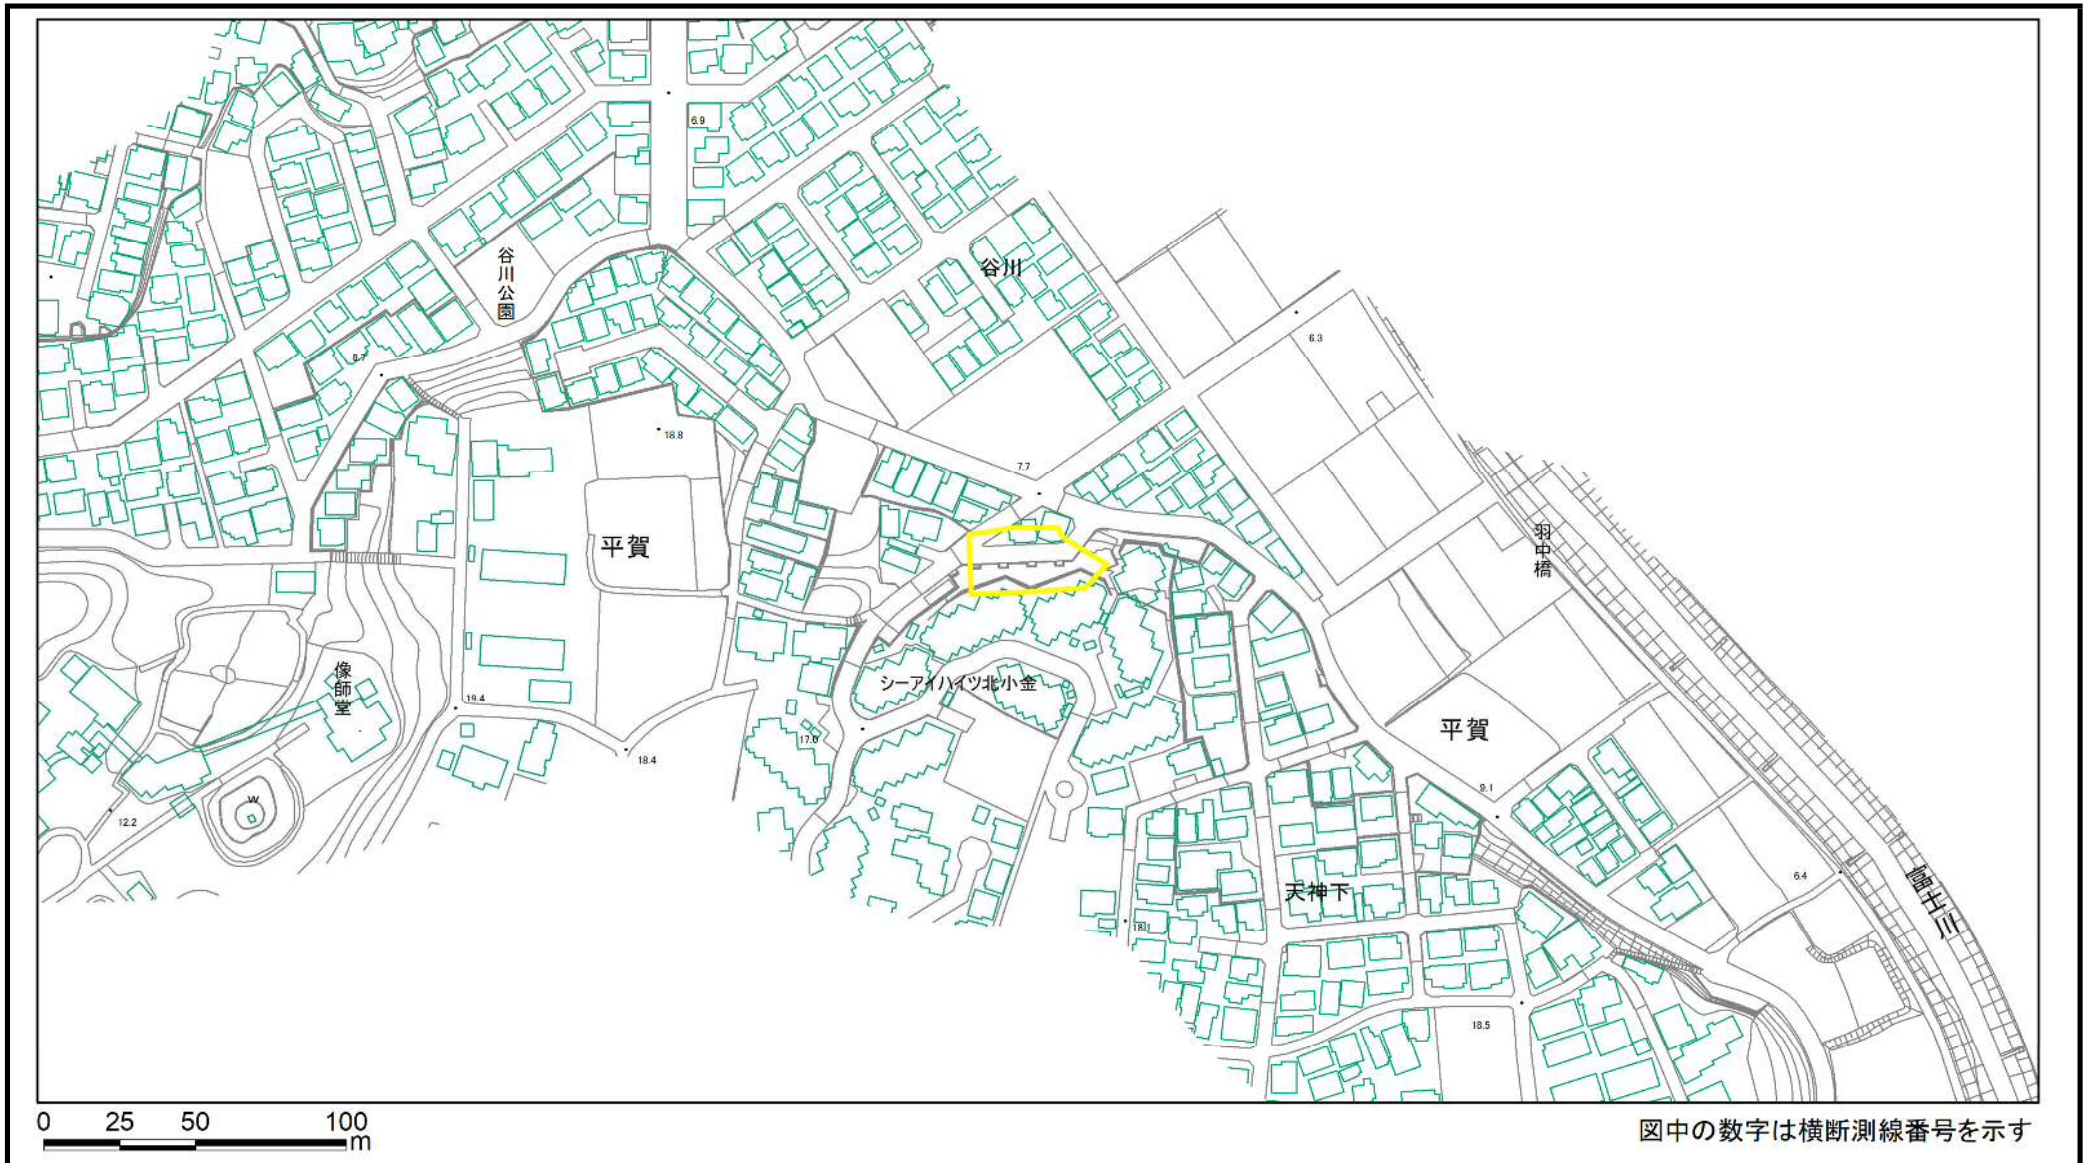 6.9
谷川公園
谷川
6.3
8.7
18.8
7.7
平賀
羽中橋
像師堂
シーアイハイツ北小金
19.4
17.0
平賀
18.4
9.1
W
12.2
天神下
6.4
富士川
18.1
18.5
0 25 50 100
m
図中の数字は横断測線番号を示す